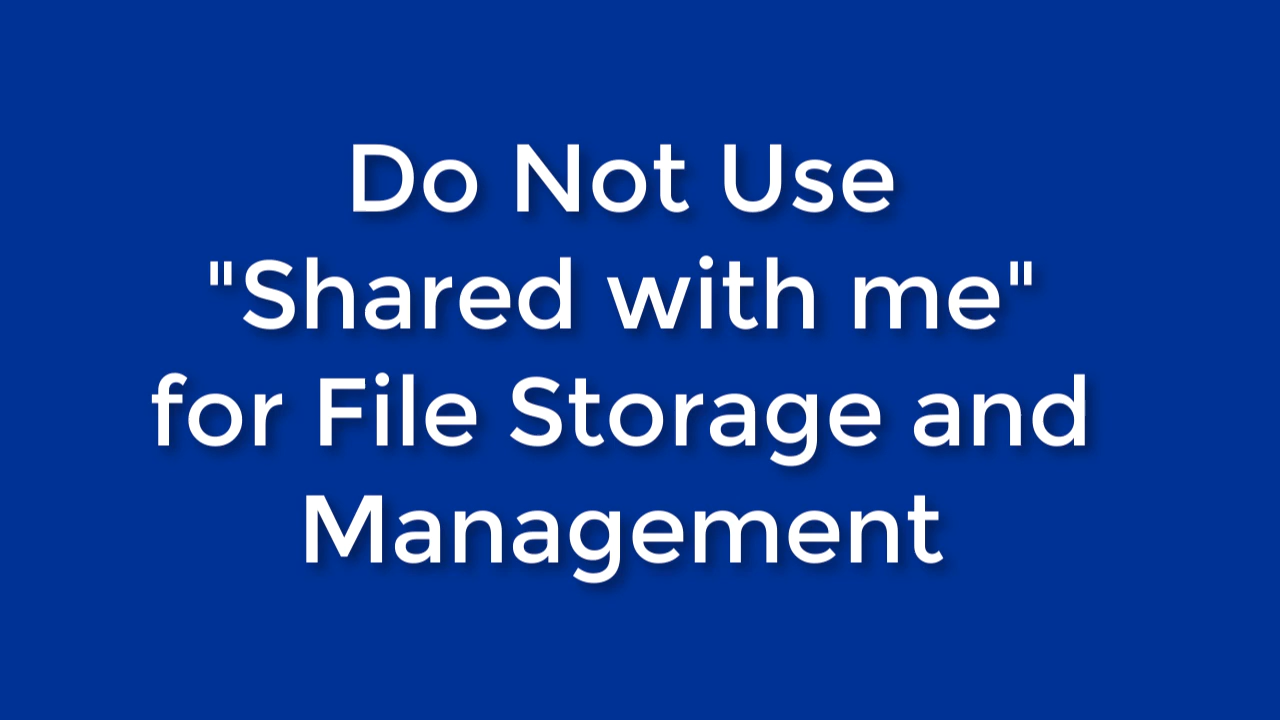 Do Not Use
"Shared with me"
for File Storage and
Management